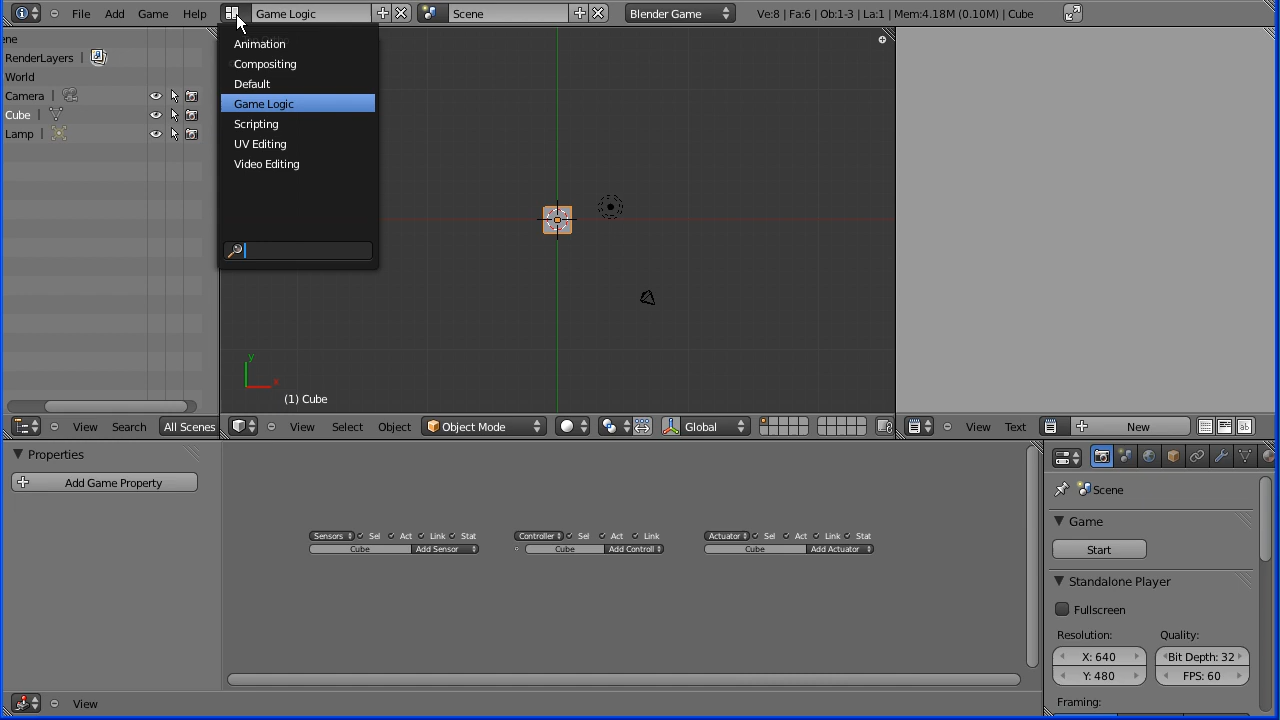 File Add Game Help Game Logic Scene Blender Game Ve:8 | Fa:6 | Ob:1-3 | La:1 | Mem:4.18M (0.10M) | Cube
ene
RenderLayers |
World
Camera |
Cube |
Lamp |
Animation
Compositing
Default
Game Logic
Scripting
UV Editing
Video Editing
y
x
(1) Cube
View Search All Scenes
View Select Object Object Mode Global
View Text New
Properties
Add Game Property
Sensors Sel Act Link Stat
Cube Add Sensor
Controller Sel Act Link
Cube Add Controll
Actuator Sel Act Link Stat
Cube Add Actuator
Scene
Game
Start
Standalone Player
Fullscreen
Resolution: Quality:
X: 640 Bit Depth: 32
Y: 480 FPS: 60
Framing:
View